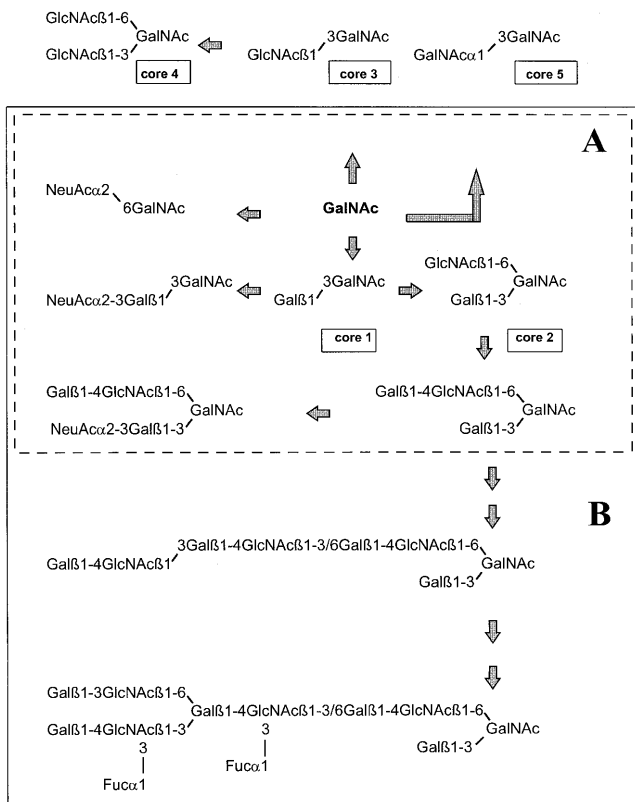 GlcNAcß1-6
GalNAc
GlcNAcß1-3
core 4
3GalNAc
GlcNAcß1
core 3
3GalNAc
GalNAcα1
core 5
A
NeuAcα2
6GalNAc
GalNAc
NeuAcα2-3Galß1
3GalNAc
3GalNAc
Galß1
core 1
GlcNAcß1-6
GalNAc
Galß1-3
core 2
Galß1-4GlcNAcß1-6
GalNAc
NeuAcα2-3Galß1-3
Galß1-4GlcNAcß1-6
GalNAc
Galß1-3
B
3Galß1-4GlcNAcß1-3/6Galß1-4GlcNAcß1-6
Galß1-4GlcNAcß1
GalNAc
Galß1-3
Galß1-3GlcNAcß1-6
Galß1-4GlcNAcß1-3/6Galß1-4GlcNAcß1-6
Galß1-4GlcNAcß1-3
GalNAc
3
3
Galß1-3
Fucα1
Fucα1